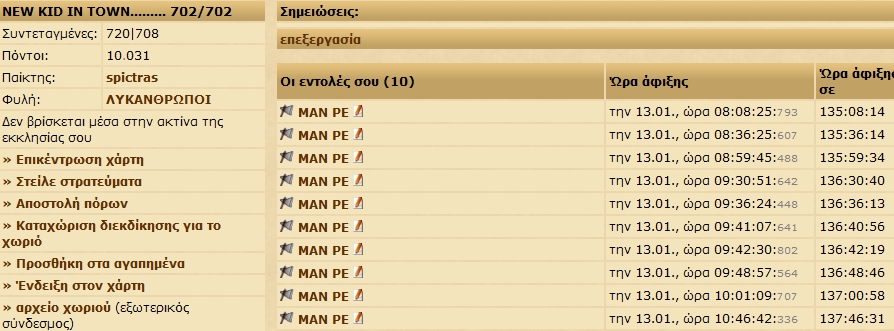 NEW KID IN TOWN......... 702/702
Συντεταγμένες: 720|708
Πόντοι: 10.031
Παίκτης: spictras
Φυλή: ΛΥΚΑΝΘΡΩΠΟΙ
Δεν βρίσκεται μέσα στην ακτίνα της
εκκλησίας σου
» Επικέντρωση χάρτη
» Στείλε στρατεύματα
» Αποστολή πόρων
» Καταχώριση διεκδίκησης για το
χωριό
» Προσθήκη στα αγαπημένα
» Ένδειξη στον χάρτη
» αρχείο χωριού (εξωτερικός
σύνδεσμος)
Σημειώσεις:
επεξεργασία
Οι εντολές σου (10) Ώρα άφιξης Ώρα άφιξης
σε
MAN PE την 13.01., ώρα 08:08:25:793 135:08:14
MAN PE την 13.01., ώρα 08:36:25:607 135:36:14
MAN PE την 13.01., ώρα 08:59:45:488 135:59:34
MAN PE την 13.01., ώρα 09:30:51:642 136:30:40
MAN PE την 13.01., ώρα 09:36:24:448 136:36:13
MAN PE την 13.01., ώρα 09:41:07:641 136:40:56
MAN PE την 13.01., ώρα 09:42:30:802 136:42:19
MAN PE την 13.01., ώρα 09:48:57:564 136:48:46
MAN PE την 13.01., ώρα 10:01:09:707 137:00:58
MAN PE την 13.01., ώρα 10:46:42:336 137:46:31